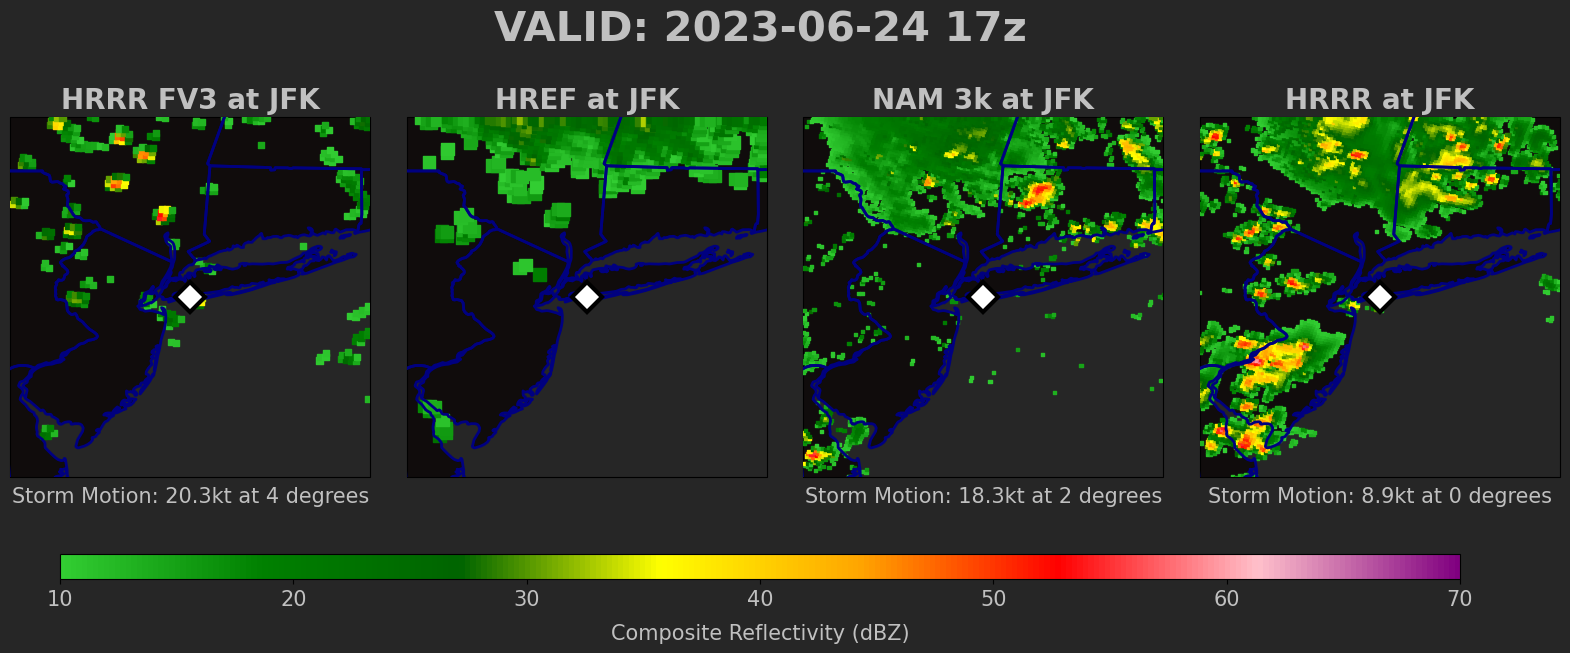 VALID: 2023-06-24 17z
HRRR FV3 at JFK
HREF at JFK
NAM 3k at JFK
HRRR at JFK
Storm Motion: 20.3kt at 4 degrees
Storm Motion: 18.3kt at 2 degrees
Storm Motion: 8.9kt at 0 degrees
10 20 30 40 50 60 70
Composite Reflectivity (dBZ)